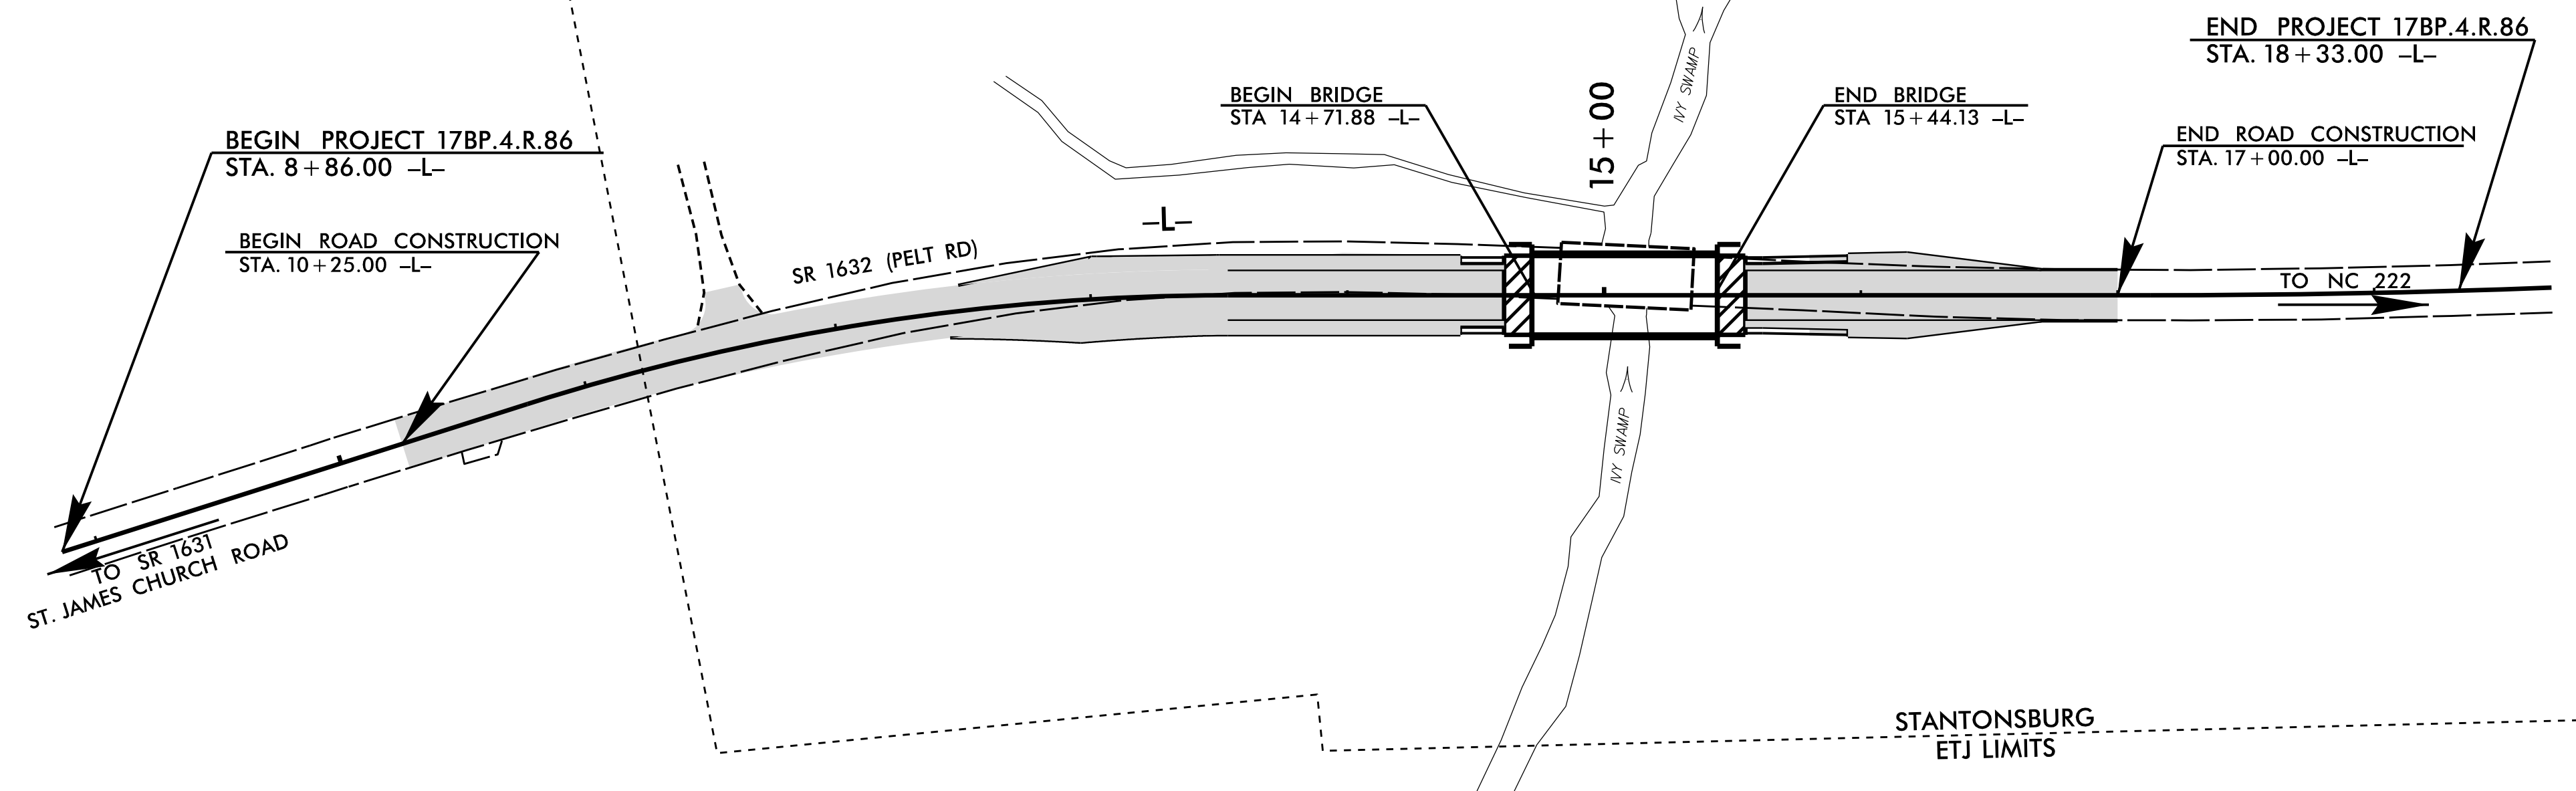 END PROJECT 17BP.4.R.86
STA. 18+33.00 –L–
BEGIN BRIDGE
STA 14+71.88 –L–
15+00
IVY SWAMP
END BRIDGE
STA 15+44.13 –L–
END ROAD CONSTRUCTION
STA. 17+00.00 –L–
BEGIN PROJECT 17BP.4.R.86
STA. 8+86.00 –L–
BEGIN ROAD CONSTRUCTION
STA. 10+25.00 –L–
–L–
SR 1632 (PELT RD)
TO NC 222
IVY SWAMP
TO SR 1631
ST. JAMES CHURCH ROAD
STANTONSBURG
ETJ LIMITS